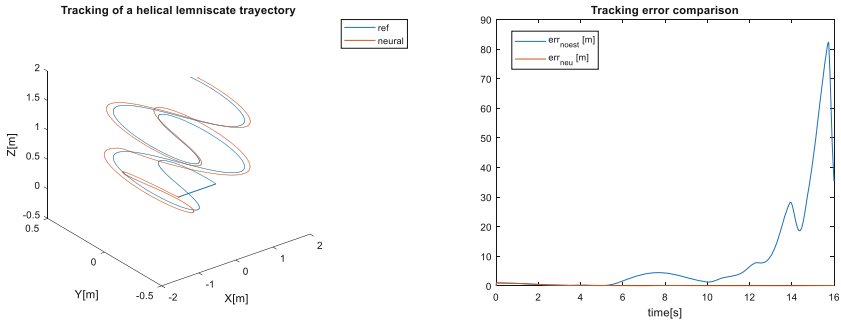 Tracking of a helical lemniscate trayectory
ref
neural
2
1.5
1
0.5
0
-0.5
Z[m]
0.5
0
-0.5
Y[m]
-2
-1
0
1
2
X[m]
Tracking error comparison
err_noest [m]
err_neu [m]
90
80
70
60
50
40
30
20
10
0
0 2 4 6 8 10 12 14 16
time[s]